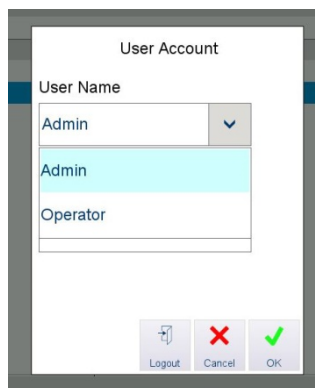 User Account
User Name
Admin
Admin
Operator
Logout Cancel OK